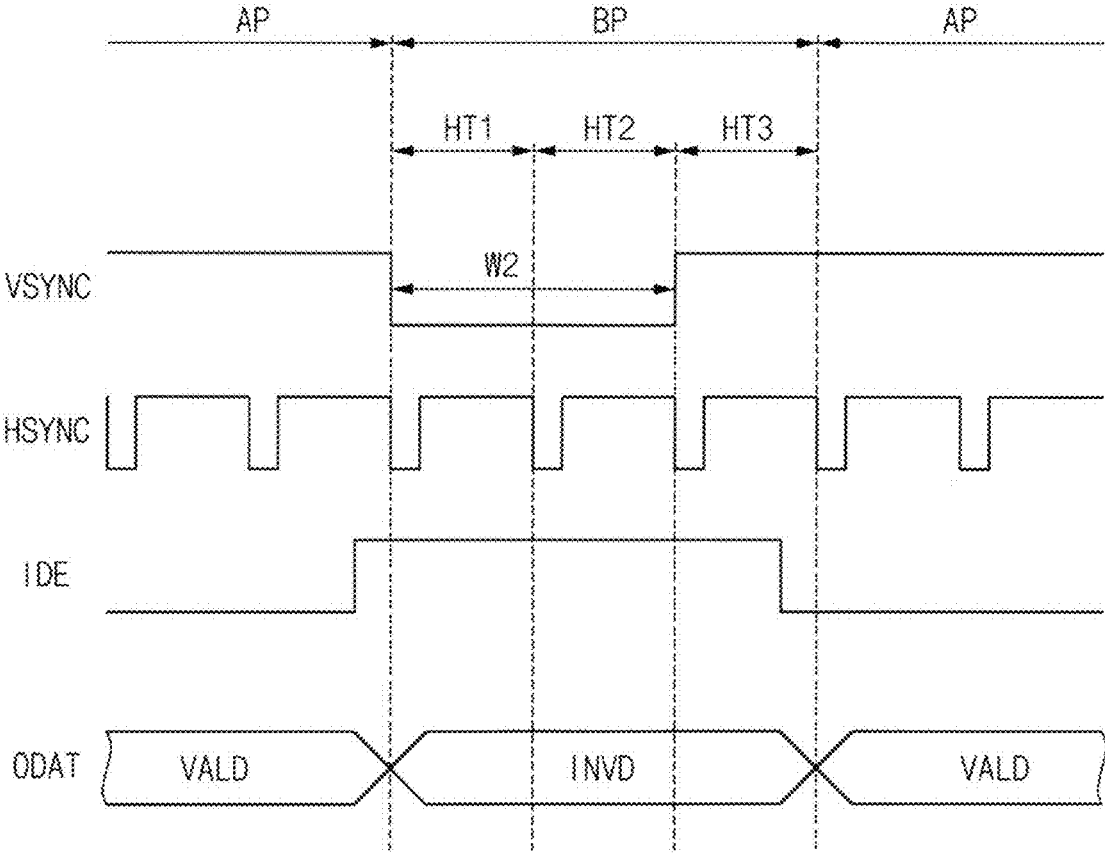 AP BP AP
HT1 HT2 HT3
W2
VSYNC
HSYNC
IDE
ODAT VALD INVD VALD